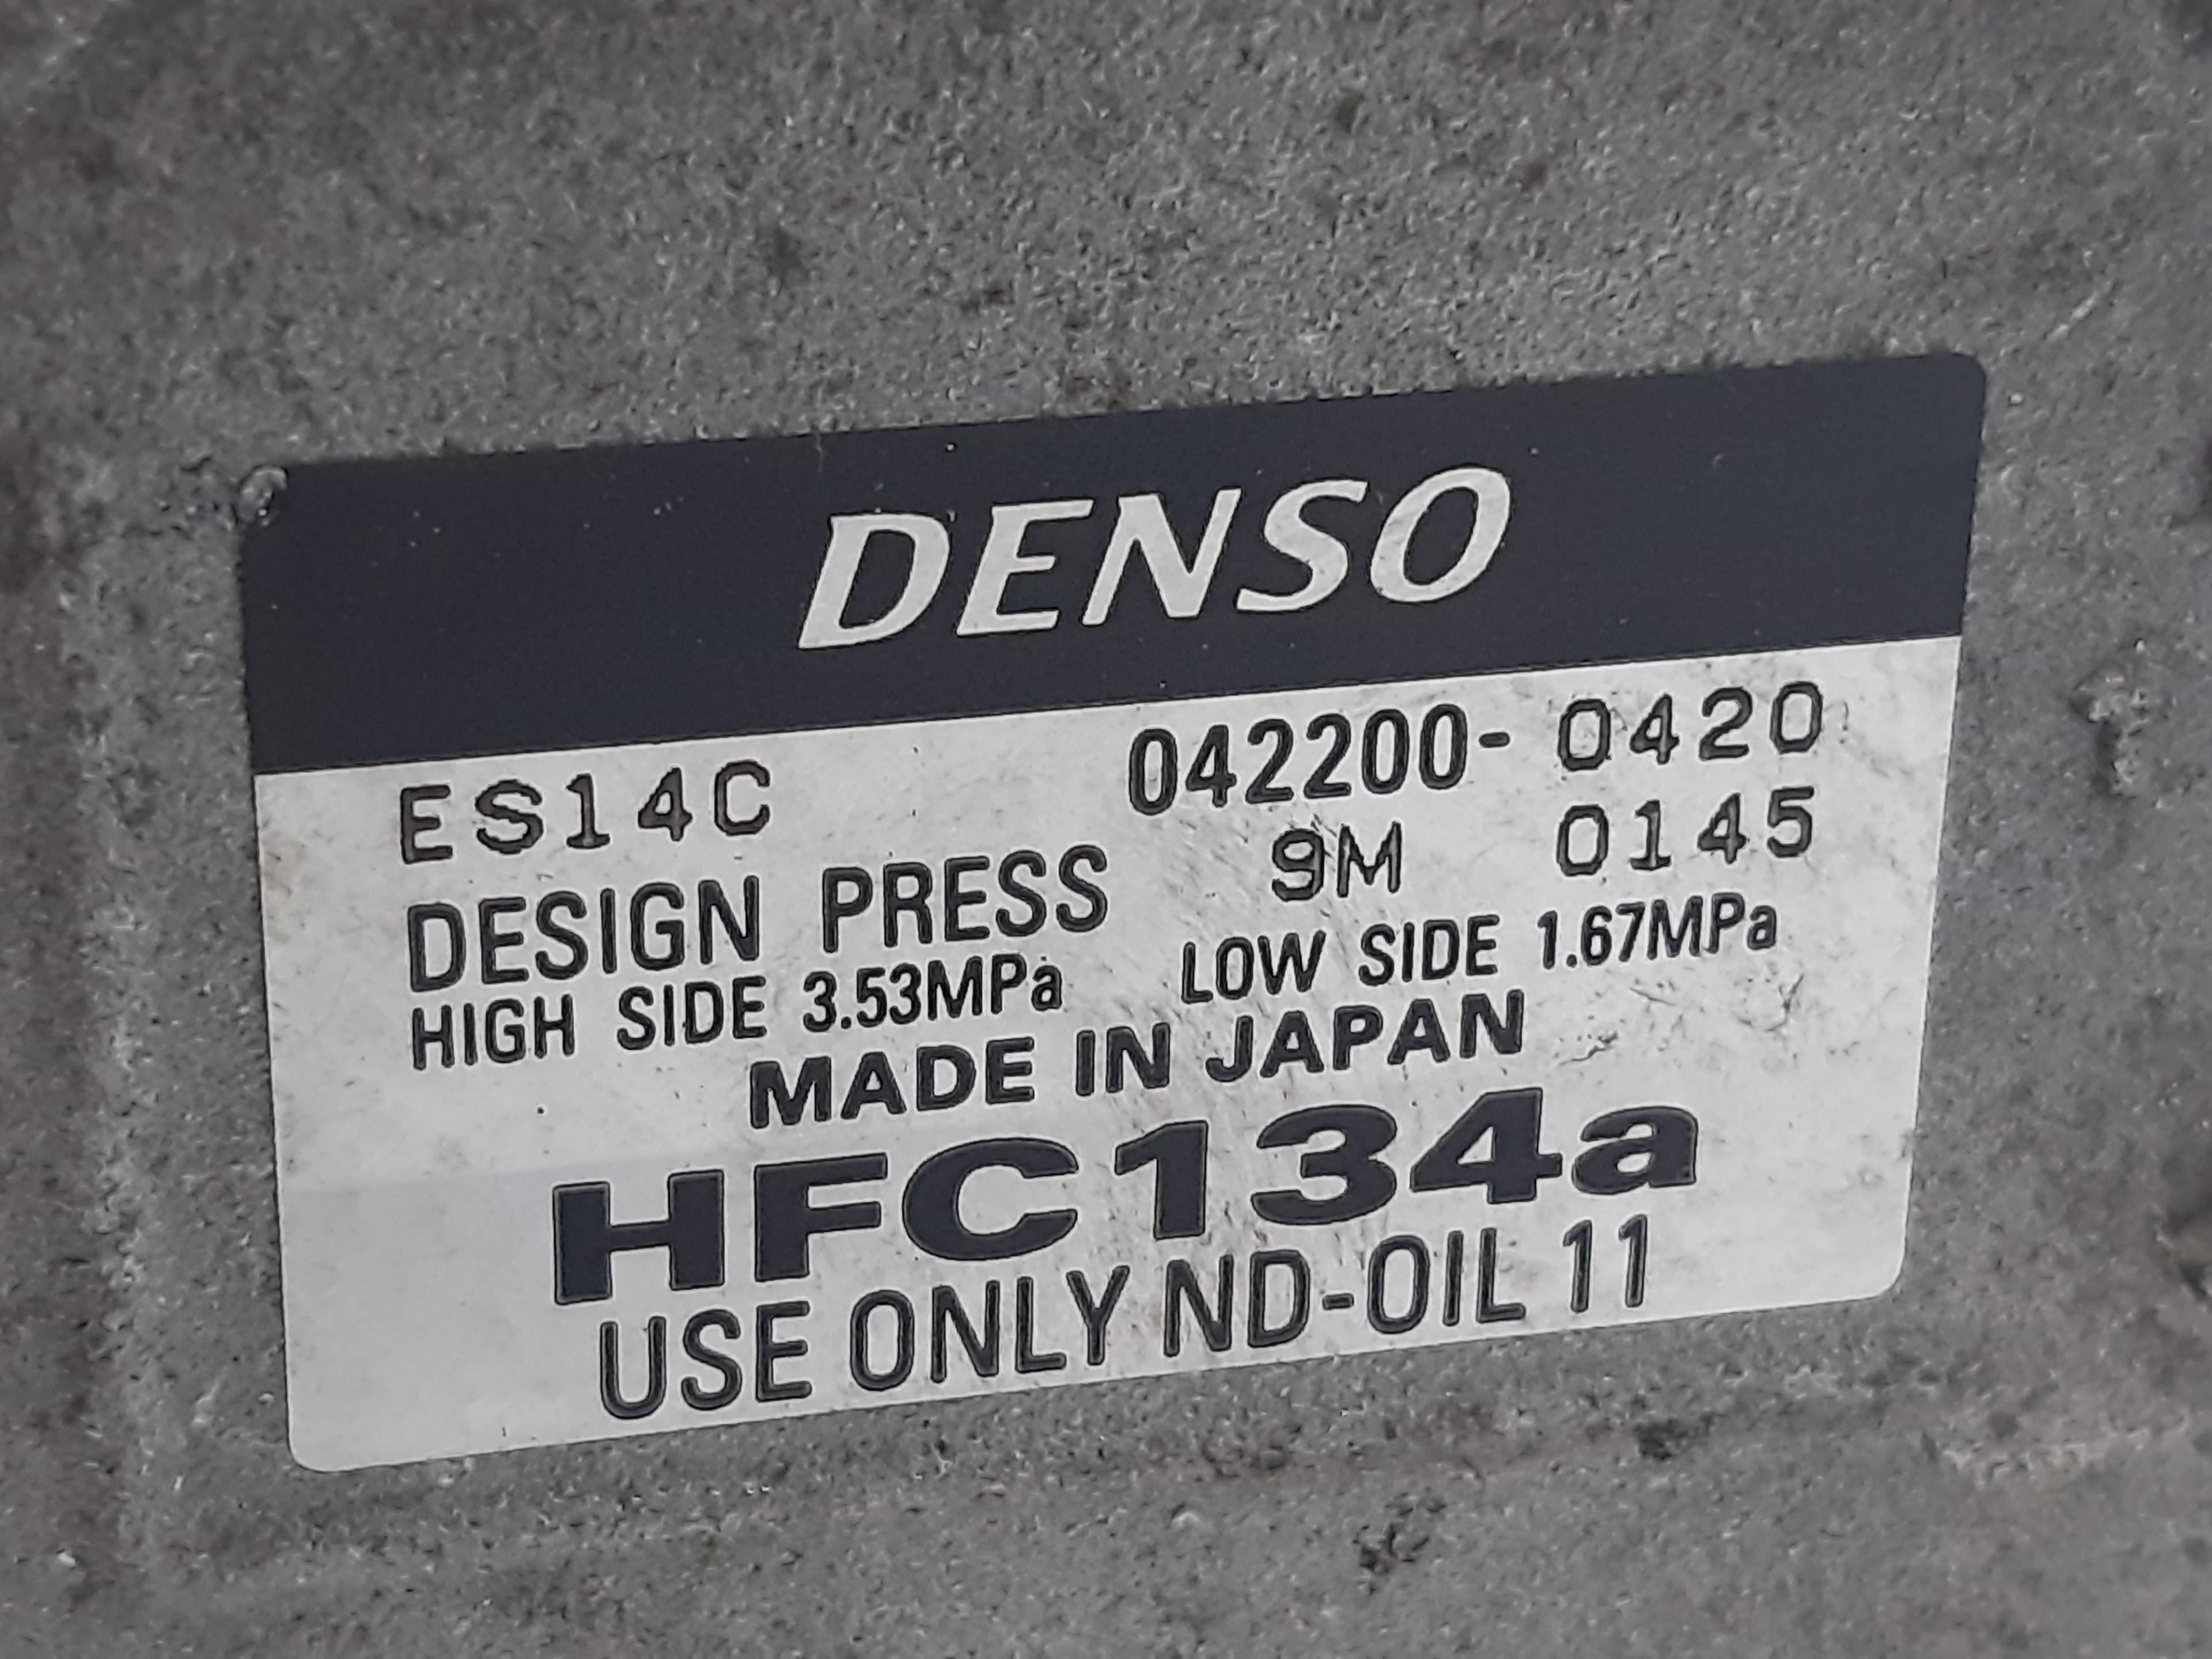 DENSO
ES14C 042200-0420
DESIGN PRESS 9M 0145
HIGH SIDE 3.53MPa LOW SIDE 1.67MPa
MADE IN JAPAN
HFC134a
USE ONLY ND-OIL 11